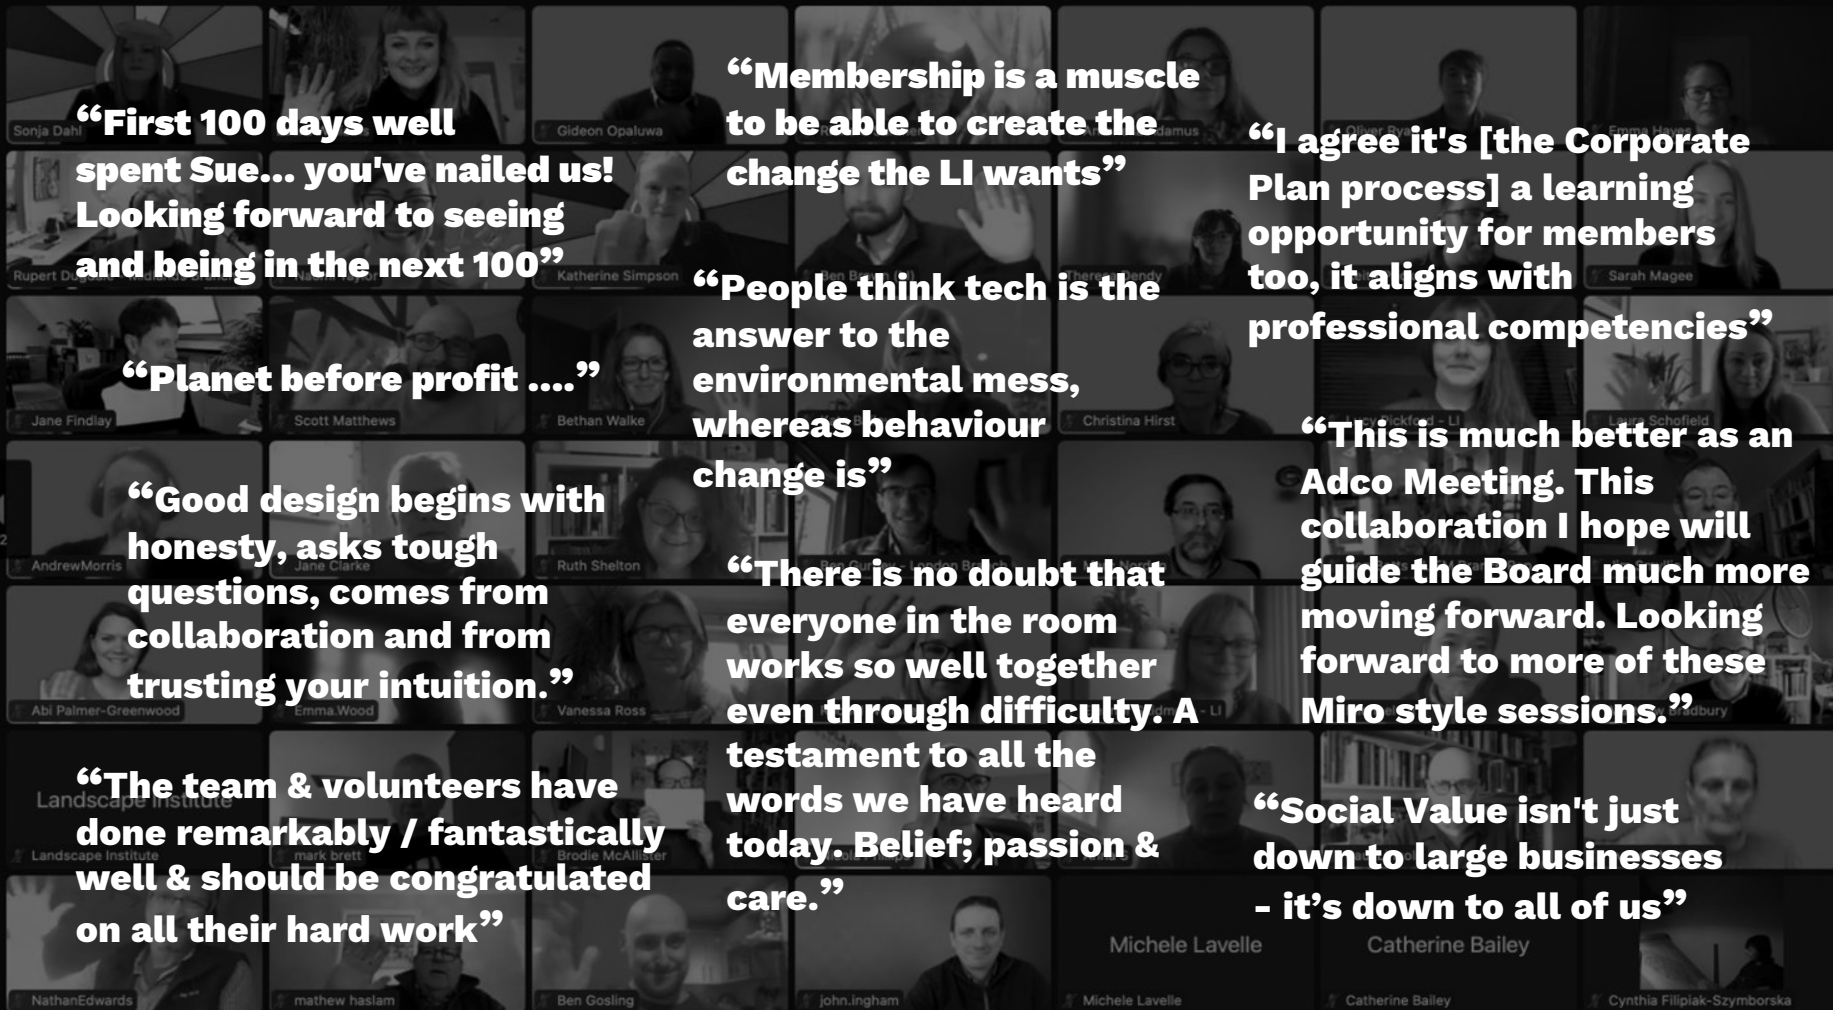 “First 100 days well
spent Sue... you've nailed us!
Looking forward to seeing
and being in the next 100”
“Planet before profit ....”
“Good design begins with
honesty, asks tough
questions, comes from
collaboration and from
trusting your intuition.”
“The team & volunteers have
done remarkably / fantastically
well & should be congratulated
on all their hard work”
“Membership is a muscle
to be able to create the
change the LI wants”
“People think tech is the
answer to the
environmental mess,
whereas behaviour
change is”
“There is no doubt that
everyone in the room
works so well together
even through difficulty. A
testament to all the
words we have heard
today. Belief; passion &
care.”
“I agree it's [the Corporate
Plan process] a learning
opportunity for members
too, it aligns with
professional competencies”
“This is much better as an
Adco Meeting. This
collaboration I hope will
guide the Board much more
moving forward. Looking
forward to more of these
Miro style sessions.”
“Social Value isn't just
down to large businesses
- it’s down to all of us”
Sonja Dahl
Gideon Opaluwa
Katherine Simpson
Sarah Magee
Jane Findlay
Scott Matthews
Bethan Walke
Christina Hirst
Lucy Pickford - LI
Laura Schofield
AndrewMorris
Jane Clarke
Ruth Shelton
Abi Palmer-Greenwood
Emma.Wood
Vanessa Ross
Landscape Institute
Landscape Institute
mark brett
Brodie McAllister
NathanEdwards
mathew haslam
Ben Gosling
john.ingham
Michele Lavelle
Michele Lavelle
Catherine Bailey
Catherine Bailey
Cynthia Filipiak-Szymborska